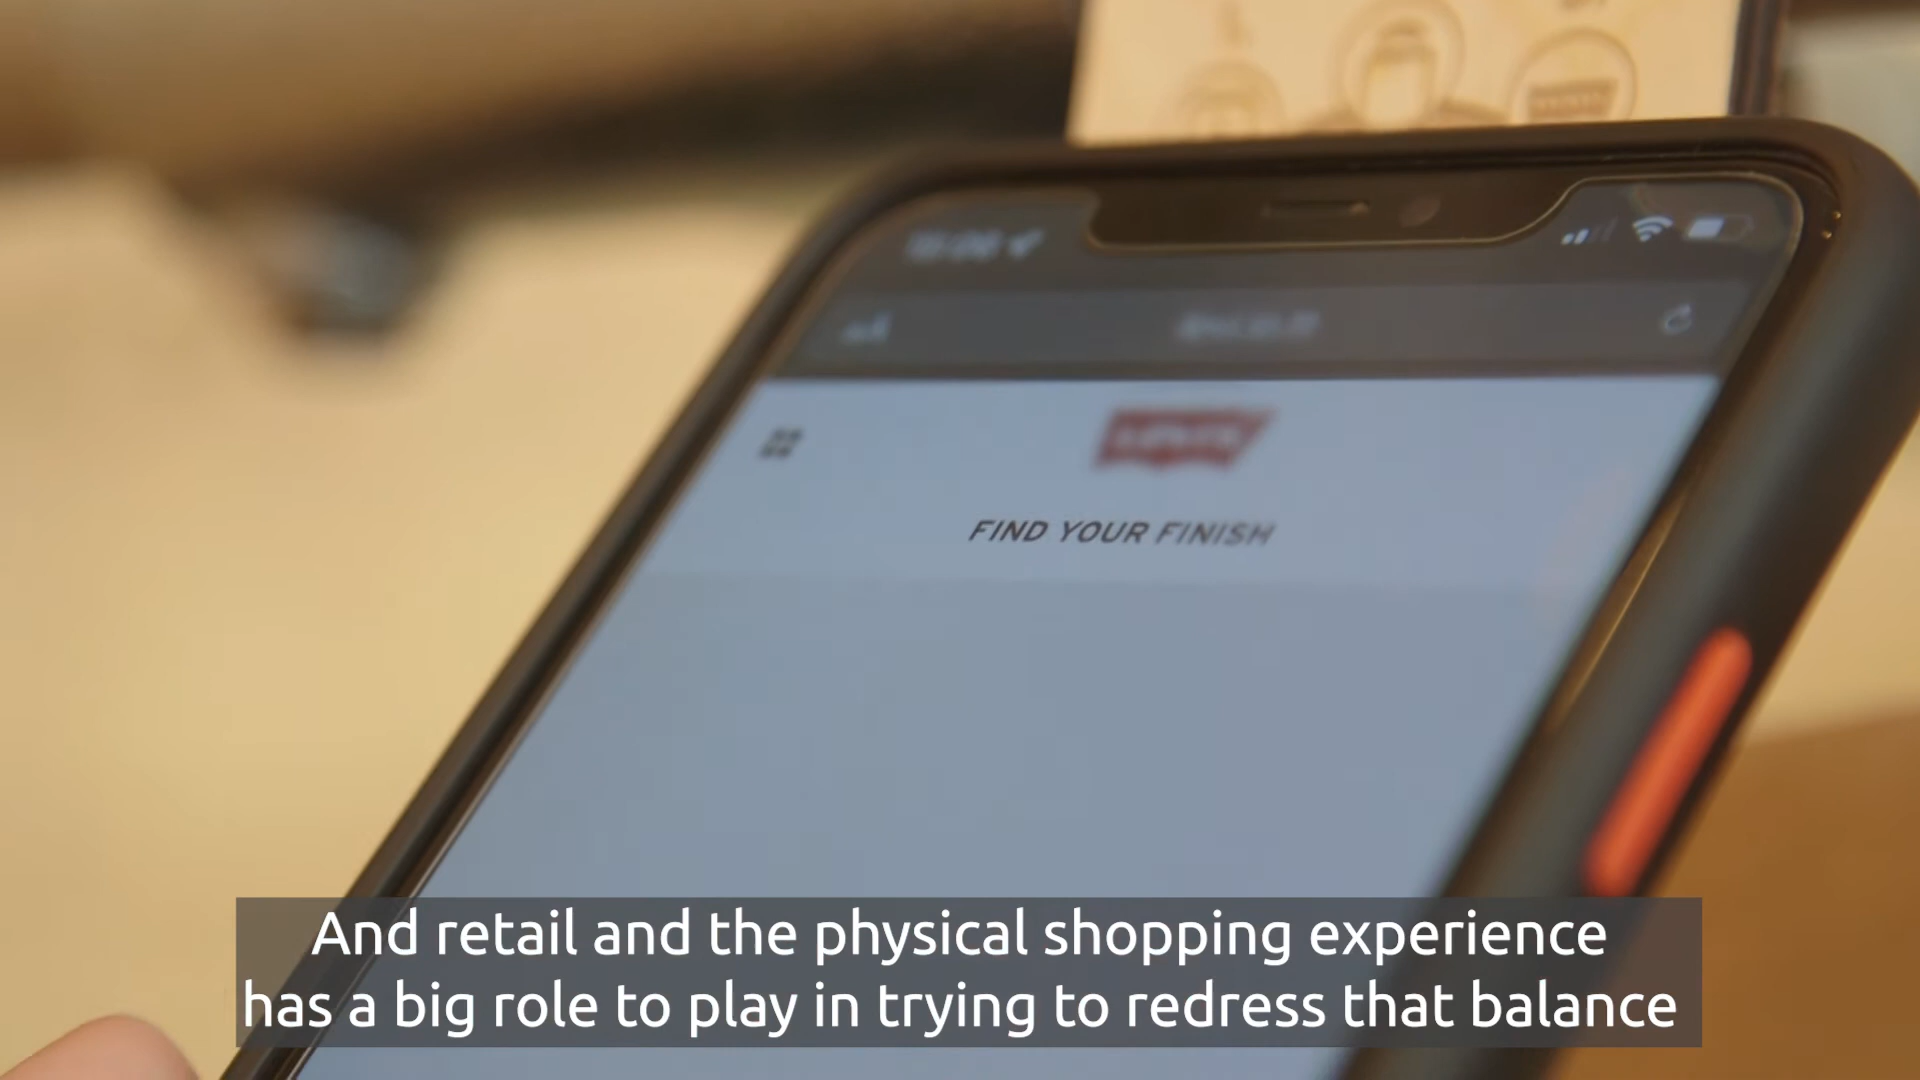 FIND YOUR FINISH
And retail and the physical shopping experience
has a big role to play in trying to redress that balance